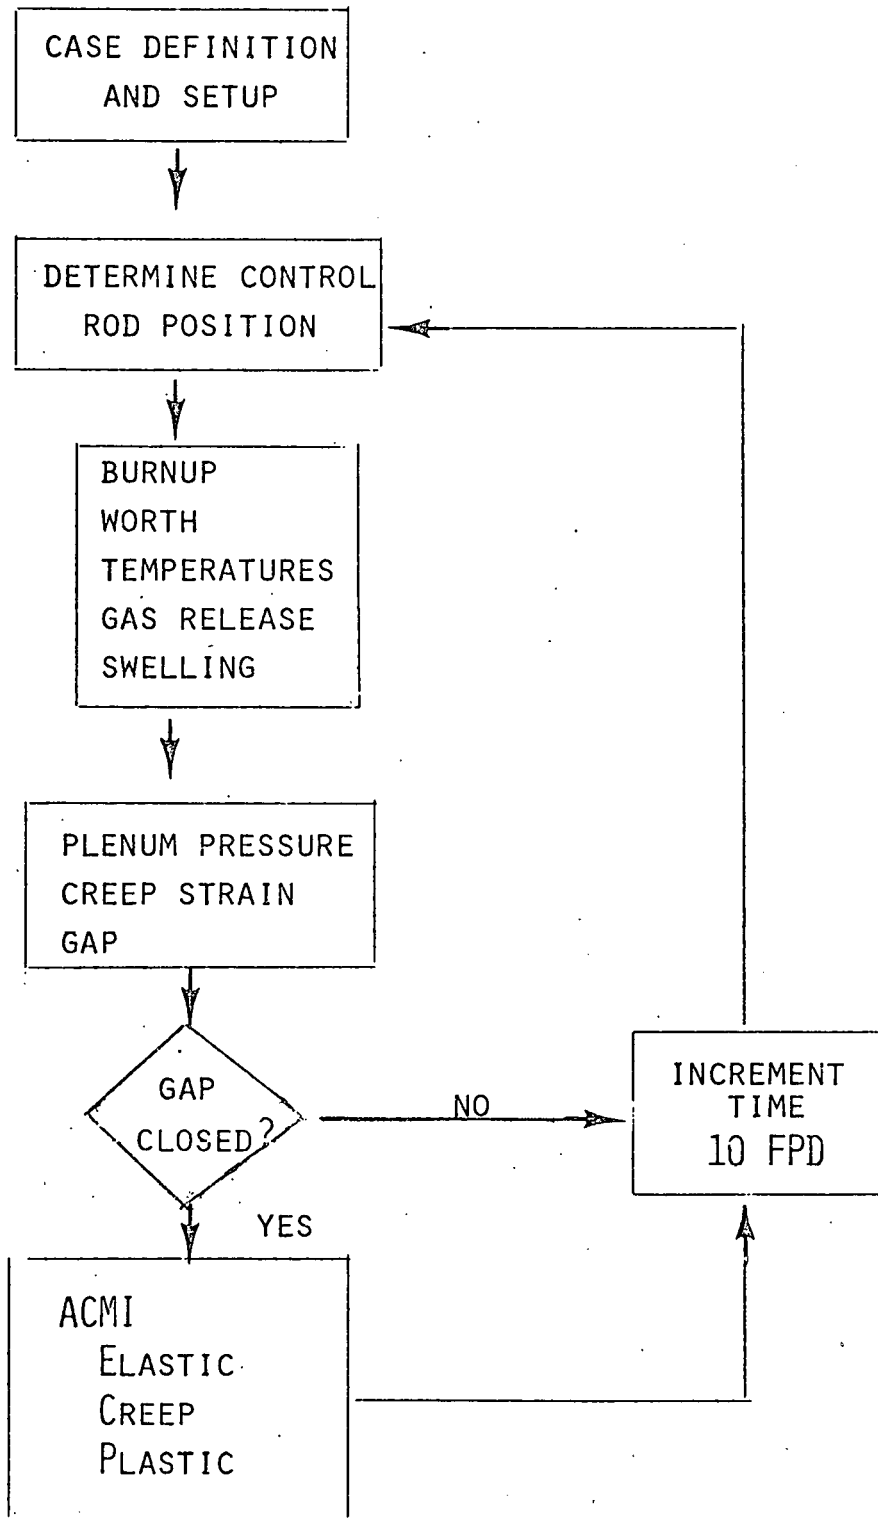 CASE DEFINITION
AND SETUP
DETERMINE CONTROL
ROD POSITION
BURNUP
WORTH
TEMPERATURES
GAS RELEASE
SWELLING
PLENUM PRESSURE
CREEP STRAIN
GAP
GAP
CLOSED?
NO
INCREMENT
TIME
10 FPD
YES
ACMI
ELASTIC
CREEP
PLASTIC